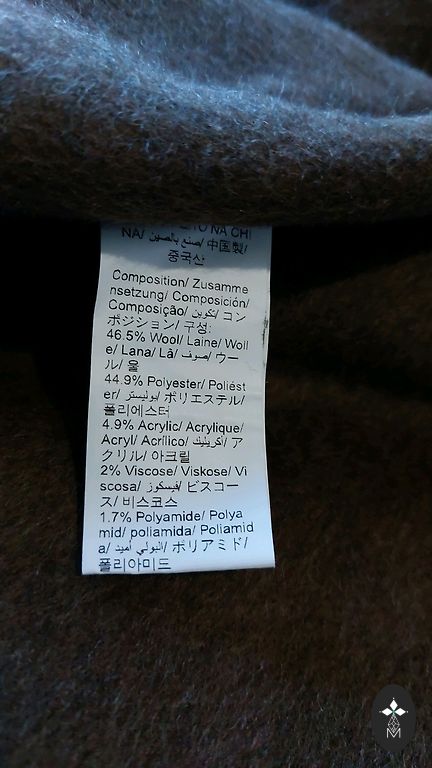 NA CHI
NA/ صنع بالصين/ 中国製/
중국산
Composition/ Zusamme
nsetzung/ Composición/
Composição/ تكوين/ コン
ポジション/ 구성:
46.5% Wool/ Laine/ Woll
e/ Lana/ Lã/ صوف/ ウー
ル/ 울
44.9% Polyester/ Poliést
er/ بوليستر/ ポリエステル/
폴리에스터
4.9% Acrylic/ Acrylique/
Acryl/ Acrílico/ أكريليك/ ア
クリル/ 아크릴
2% Viscose/ Viskose/ Vi
scosa/ فيسكوز/ ビスコー
ス/ 비스코스
1.7% Polyamide/ Polya
mid/ poliamida/ Poliamid
a/ البولي أميد/ ポリアミド/
폴리아미드
M